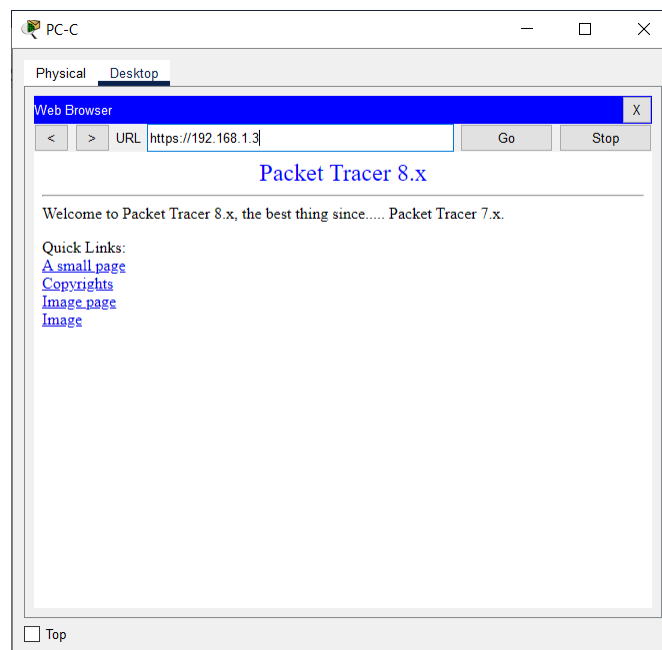 PC-C
Physical Desktop
Web Browser X
< > URL https://192.168.1.3 Go Stop
Packet Tracer 8.x
Welcome to Packet Tracer 8.x, the best thing since..... Packet Tracer 7.x.
Quick Links:
A small page
Copyrights
Image page
Image
Top